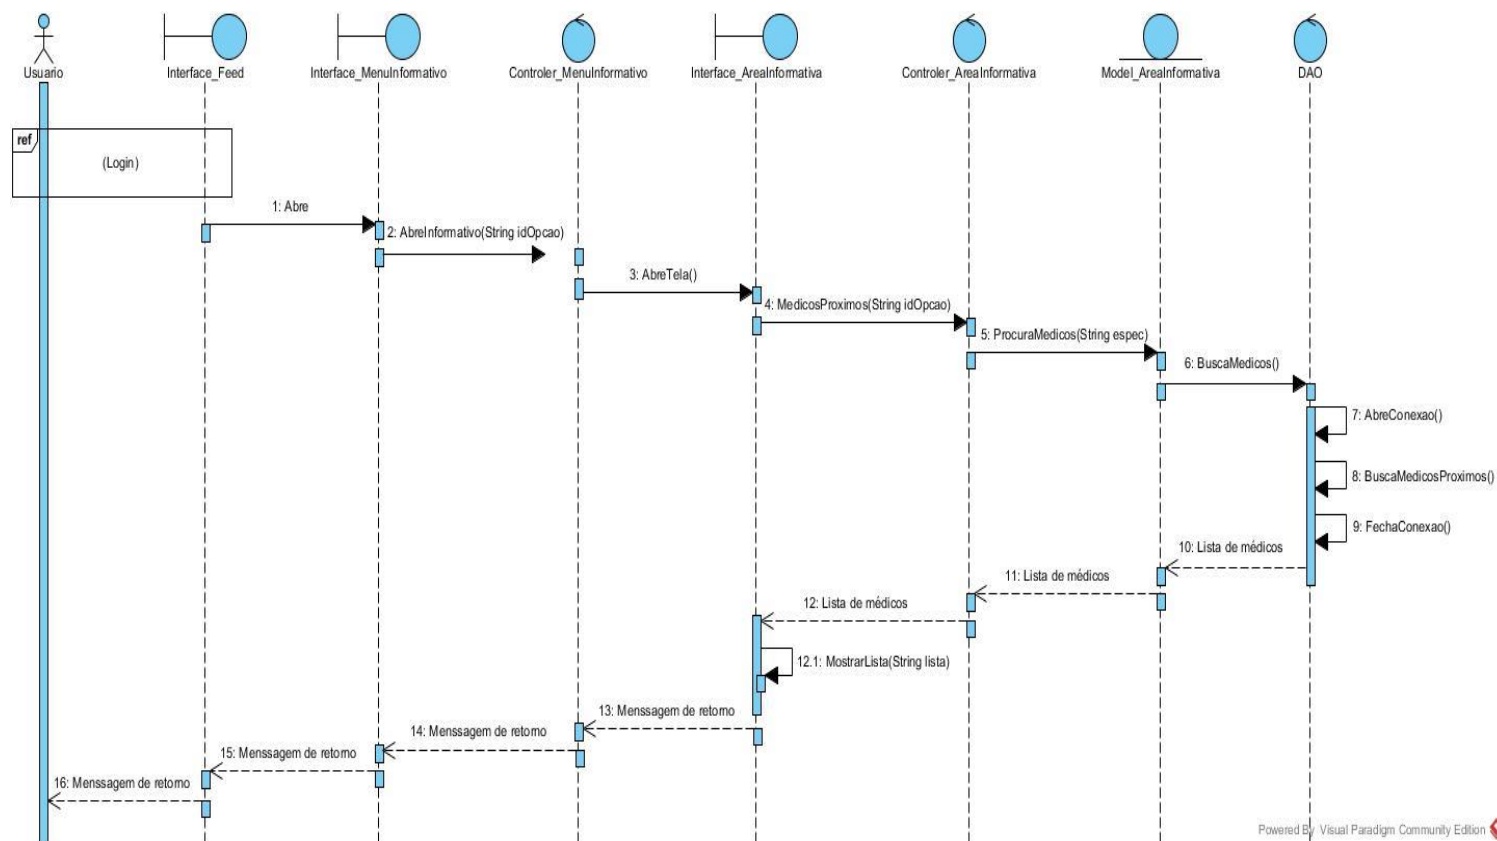 Usuario
Interface_Feed
Interface_MenuInformativo
Controler_MenuInformativo
Interface_AreaInformativa
Controler_AreaInformativa
Model_AreaInformativa
DAO
ref
(Login)
1: Abre
2: AbreInformativo(String idOpcao)
3: AbreTela()
4: MedicosProximos(String idOpcao)
5: ProcuraMedicos(String espec)
6: BuscaMedicos()
7: AbreConexao()
8: BuscaMedicosProximos()
9: FechaConexao()
10: Lista de médicos
11: Lista de médicos
12: Lista de médicos
12.1: MostrarLista(String lista)
13: Menssagem de retorno
14: Menssagem de retorno
15: Menssagem de retorno
16: Menssagem de retorno
Powered By Visual Paradigm Community Edition